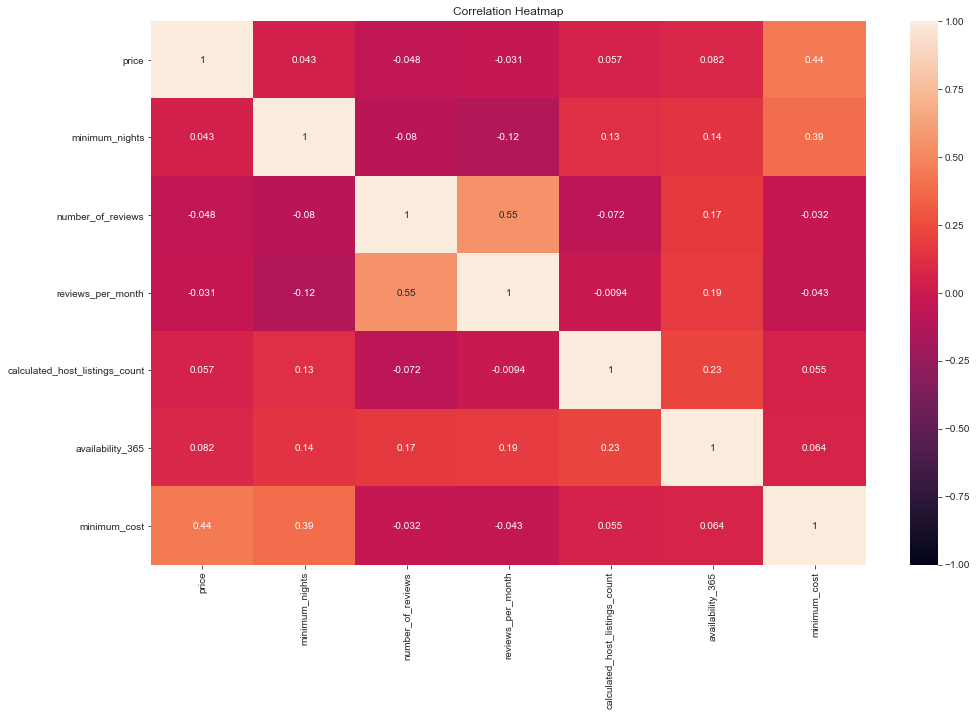 Correlation Heatmap
price 1 0.043 -0.048 -0.031 0.057 0.082 0.44
minimum_nights 0.043 1 -0.08 -0.12 0.13 0.14 0.39
number_of_reviews -0.048 -0.08 1 0.55 -0.072 0.17 -0.032
reviews_per_month -0.031 -0.12 0.55 1 -0.0094 0.19 -0.043
calculated_host_listings_count 0.057 0.13 -0.072 -0.0094 1 0.23 0.055
availability_365 0.082 0.14 0.17 0.19 0.23 1 0.064
minimum_cost 0.44 0.39 -0.032 -0.043 0.055 0.064 1
price
minimum_nights
number_of_reviews
reviews_per_month
calculated_host_listings_count
availability_365
minimum_cost
1.00
0.75
0.50
0.25
0.00
−0.25
−0.50
−0.75
−1.00